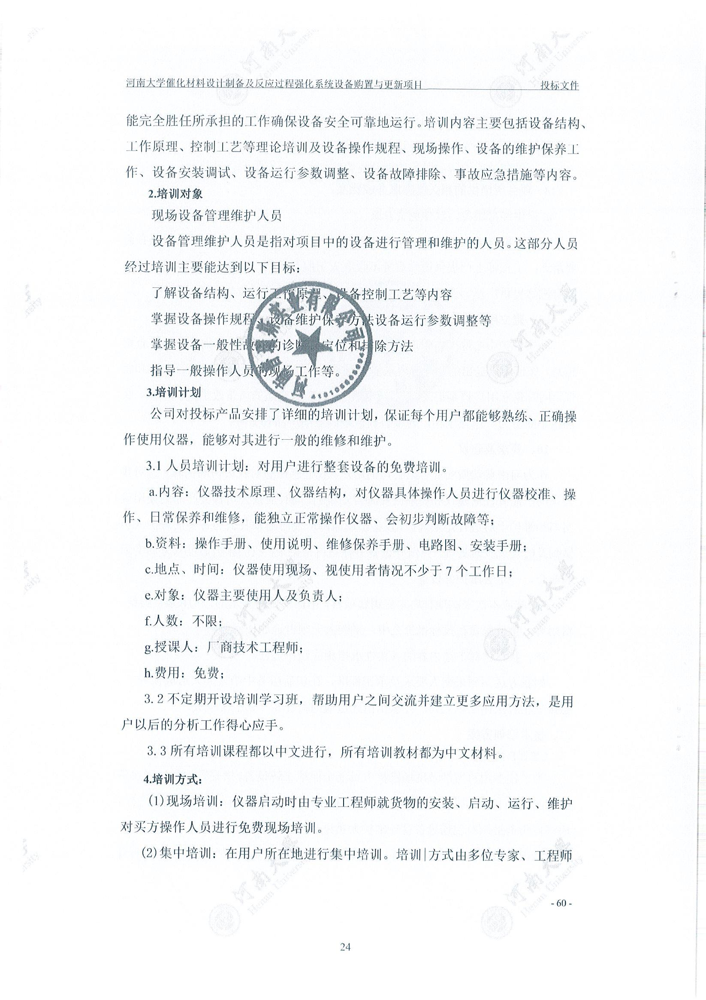 河南大学催化材料设计制备及反应过程强化系统设备购置与更新项目 投标文件
能完全胜任所承担的工作确保设备安全可靠地运行。培训内容主要包括设备结构、
工作原理、控制工艺等理论培训及设备操作规程、现场操作、设备的维护保养工
作、设备安装调试、设备运行参数调整、设备故障排除、事故应急措施等内容。
2.培训对象
现场设备管理维护人员
设备管理维护人员是指对项目中的设备进行管理和维护的人员。这部分人员
经过培训主要能达到以下目标：
了解设备结构、运行工作原理、设备控制工艺等内容
掌握设备操作规程、设备维护保养方法设备运行参数调整等
掌握设备一般性故障的诊断、定位和排除方法
指导一般操作人员的现场工作等。
3.培训计划
公司对投标产品安排了详细的培训计划，保证每个用户都能够熟练、正确操
作使用仪器，能够对其进行一般的维修和维护。
3.1 人员培训计划：对用户进行整套设备的免费培训。
a.内容：仪器技术原理、仪器结构，对仪器具体操作人员进行仪器校准、操
作、日常保养和维修，能独立正常操作仪器、会初步判断故障等；
b.资料：操作手册、使用说明、维修保养手册、电路图、安装手册；
c.地点、时间：仪器使用现场、视使用者情况不少于 7 个工作日；
e.对象：仪器主要使用人及负责人；
f.人数：不限；
g.授课人：厂商技术工程师；
h.费用：免费；
3.2 不定期开设培训学习班，帮助用户之间交流并建立更多应用方法，是用
户以后的分析工作得心应手。
3.3 所有培训课程都以中文进行，所有培训教材都为中文材料。
4.培训方式：
(1)现场培训：仪器启动时由专业工程师就货物的安装、启动、运行、维护
对买方操作人员进行免费现场培训。
(2)集中培训：在用户所在地进行集中培训。培训|方式由多位专家、工程师
- 60 -
24
河南大学
Henan University